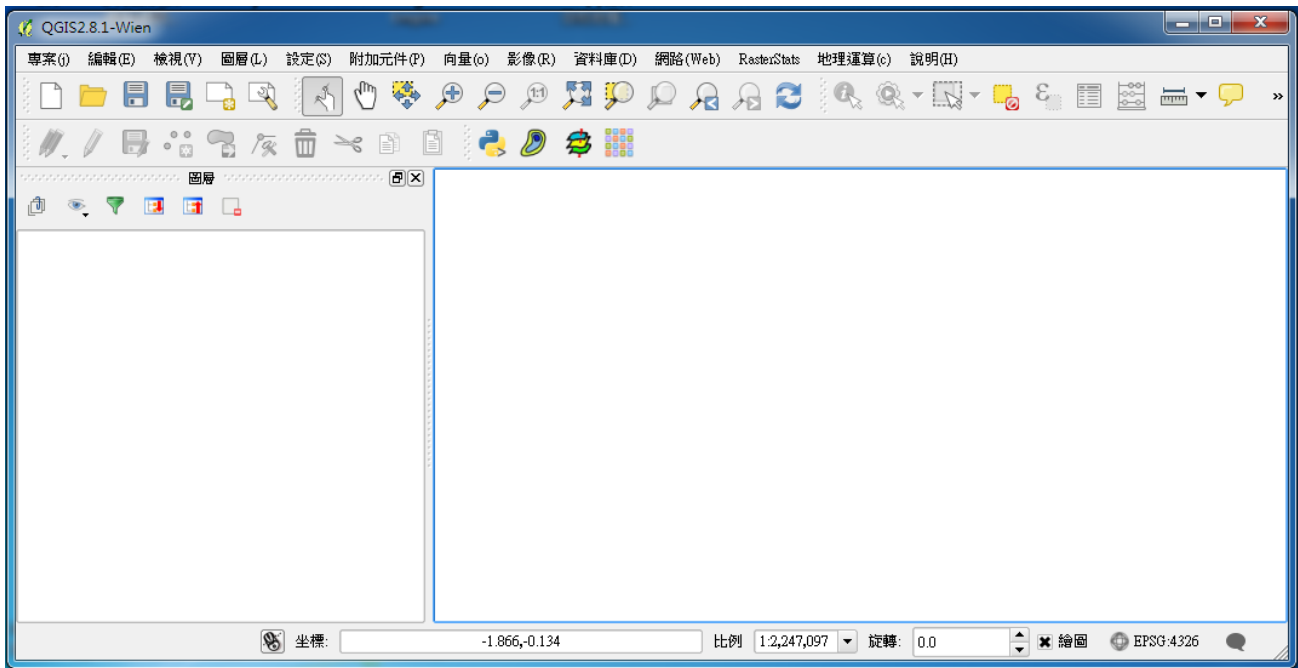 QGIS2.8.1-Wien
專案(j) 編輯(E) 檢視(V) 圖層(L) 設定(S) 附加元件(P) 向量(o) 影像(R) 資料庫(D) 網路(Web) RasterStats 地理運算(c) 說明(H)
1:1
ε
»
圖層
坐標: -1.866,-0.134 比例 1:2,247,097 旋轉: 0.0 繪圖 EPSG:4326